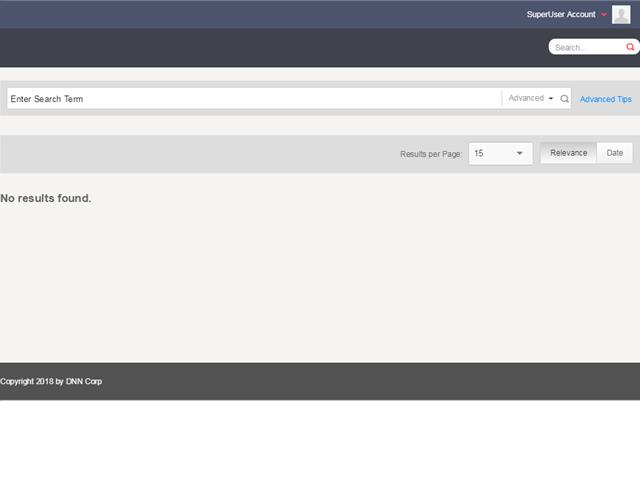 SuperUser Account
Search...
Enter Search Term
Advanced
Advanced Tips
Results per Page:
15
Relevance
Date
No results found.
Copyright 2018 by DNN Corp